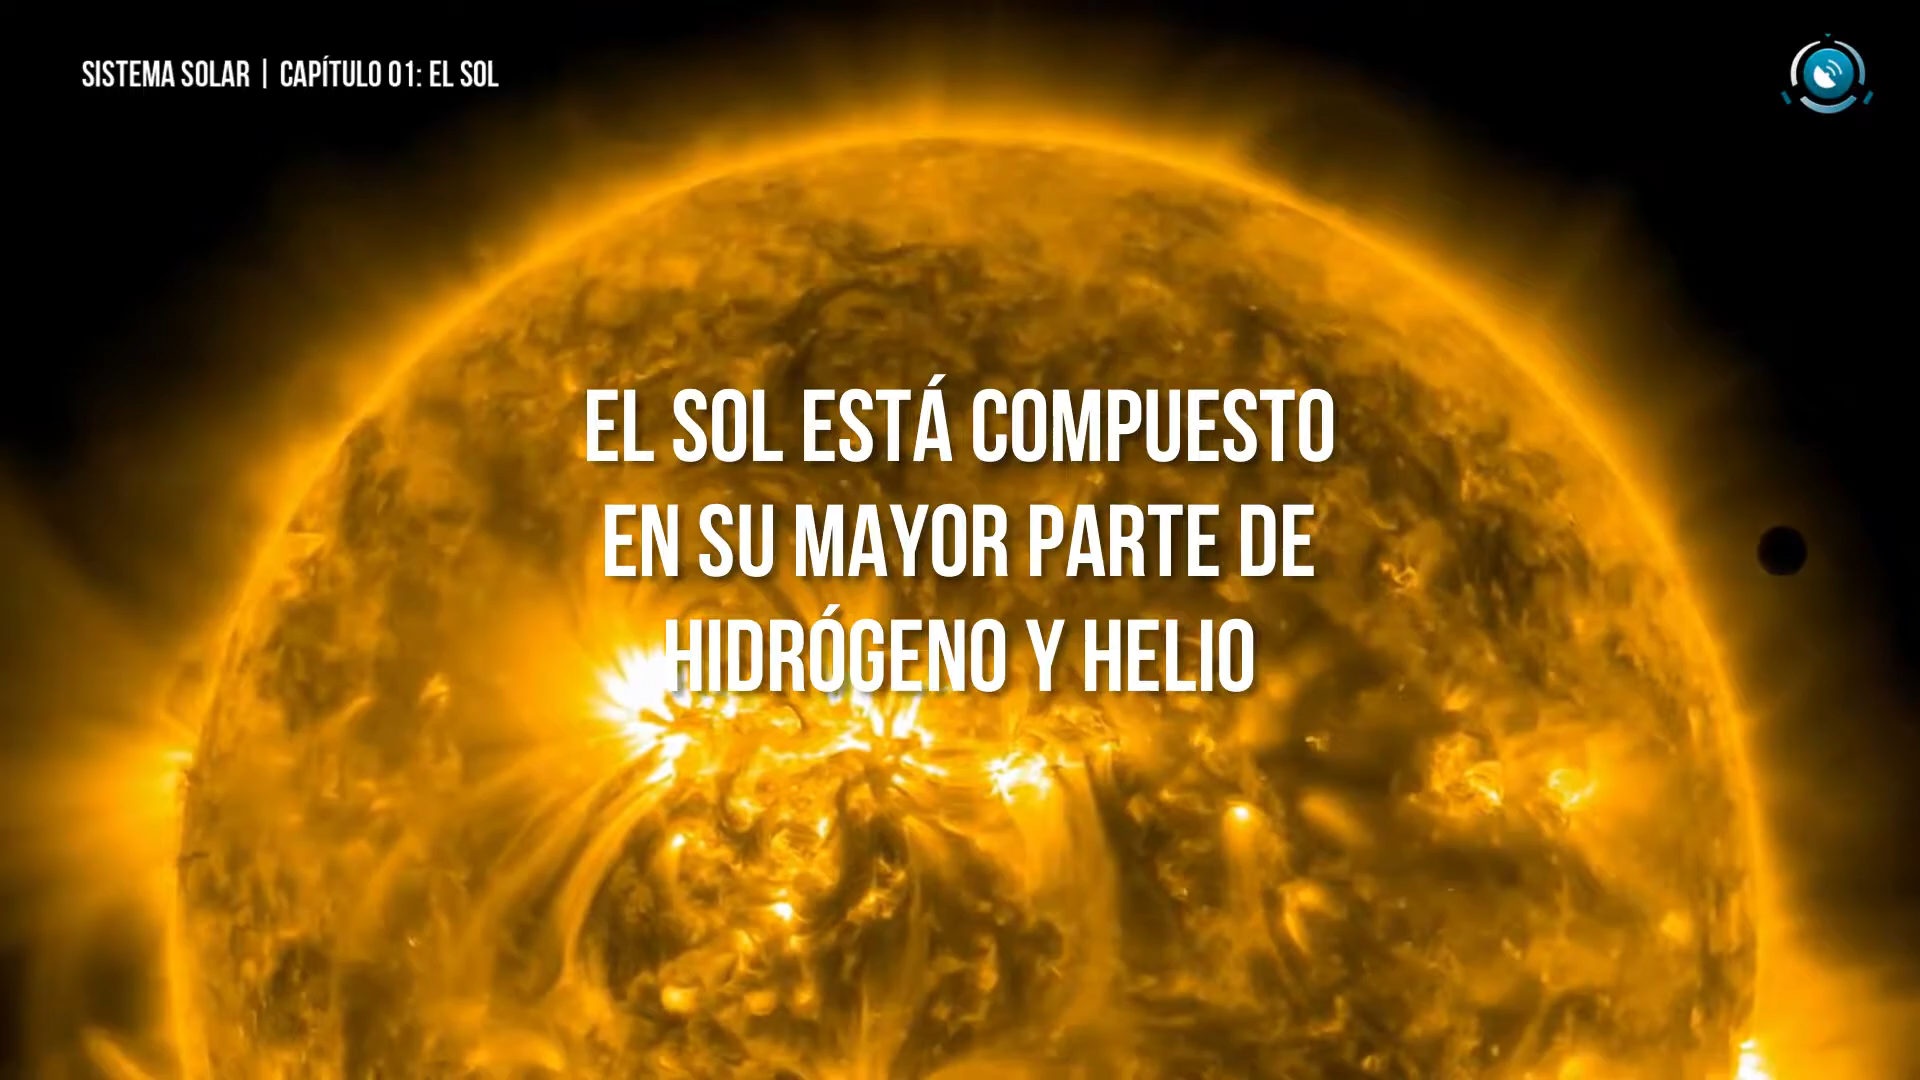 SISTEMA SOLAR | CAPÍTULO 01: EL SOL
EL SOL ESTÁ COMPUESTO
EN SU MAYOR PARTE DE
HIDRÓGENO Y HELIO